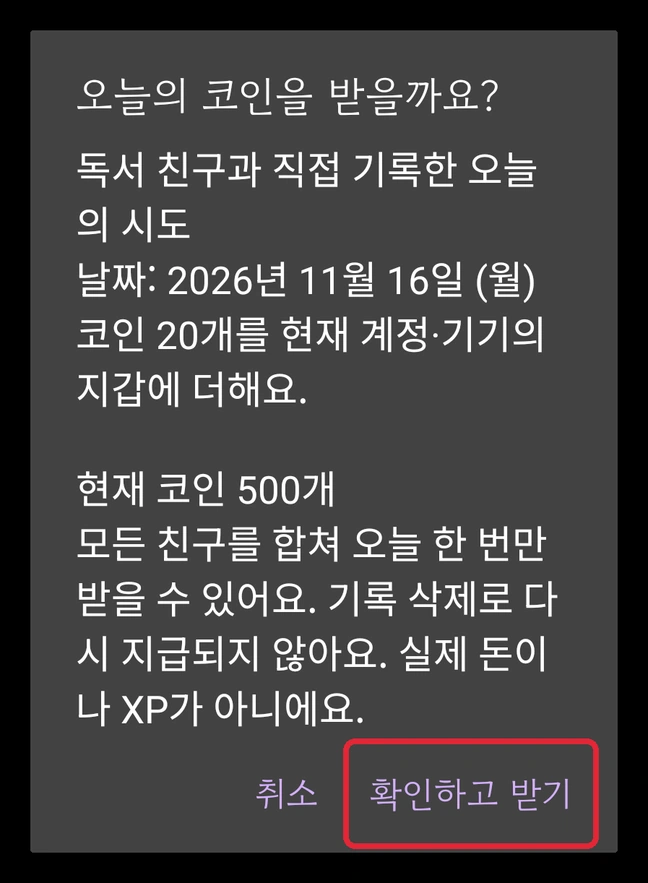 오늘의 코인을 받을까요?
독서 친구과 직접 기록한 오늘
의 시도
날짜: 2026년 11월 16일 (월)
코인 20개를 현재 계정·기기의
지갑에 더해요.
현재 코인 500개
모든 친구를 합쳐 오늘 한 번만
받을 수 있어요. 기록 삭제로 다
시 지급되지 않아요. 실제 돈이
나 XP가 아니에요.
취소 확인하고 받기